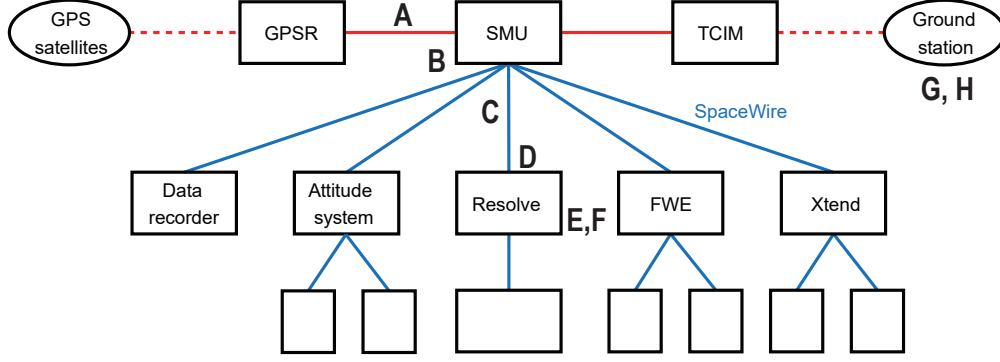 GPS
satellites
GPSR
A
SMU
TCIM
Ground
station
B
G, H
C
SpaceWire
D
Data
recorder
Attitude
system
Resolve
E,F
FWE
Xtend